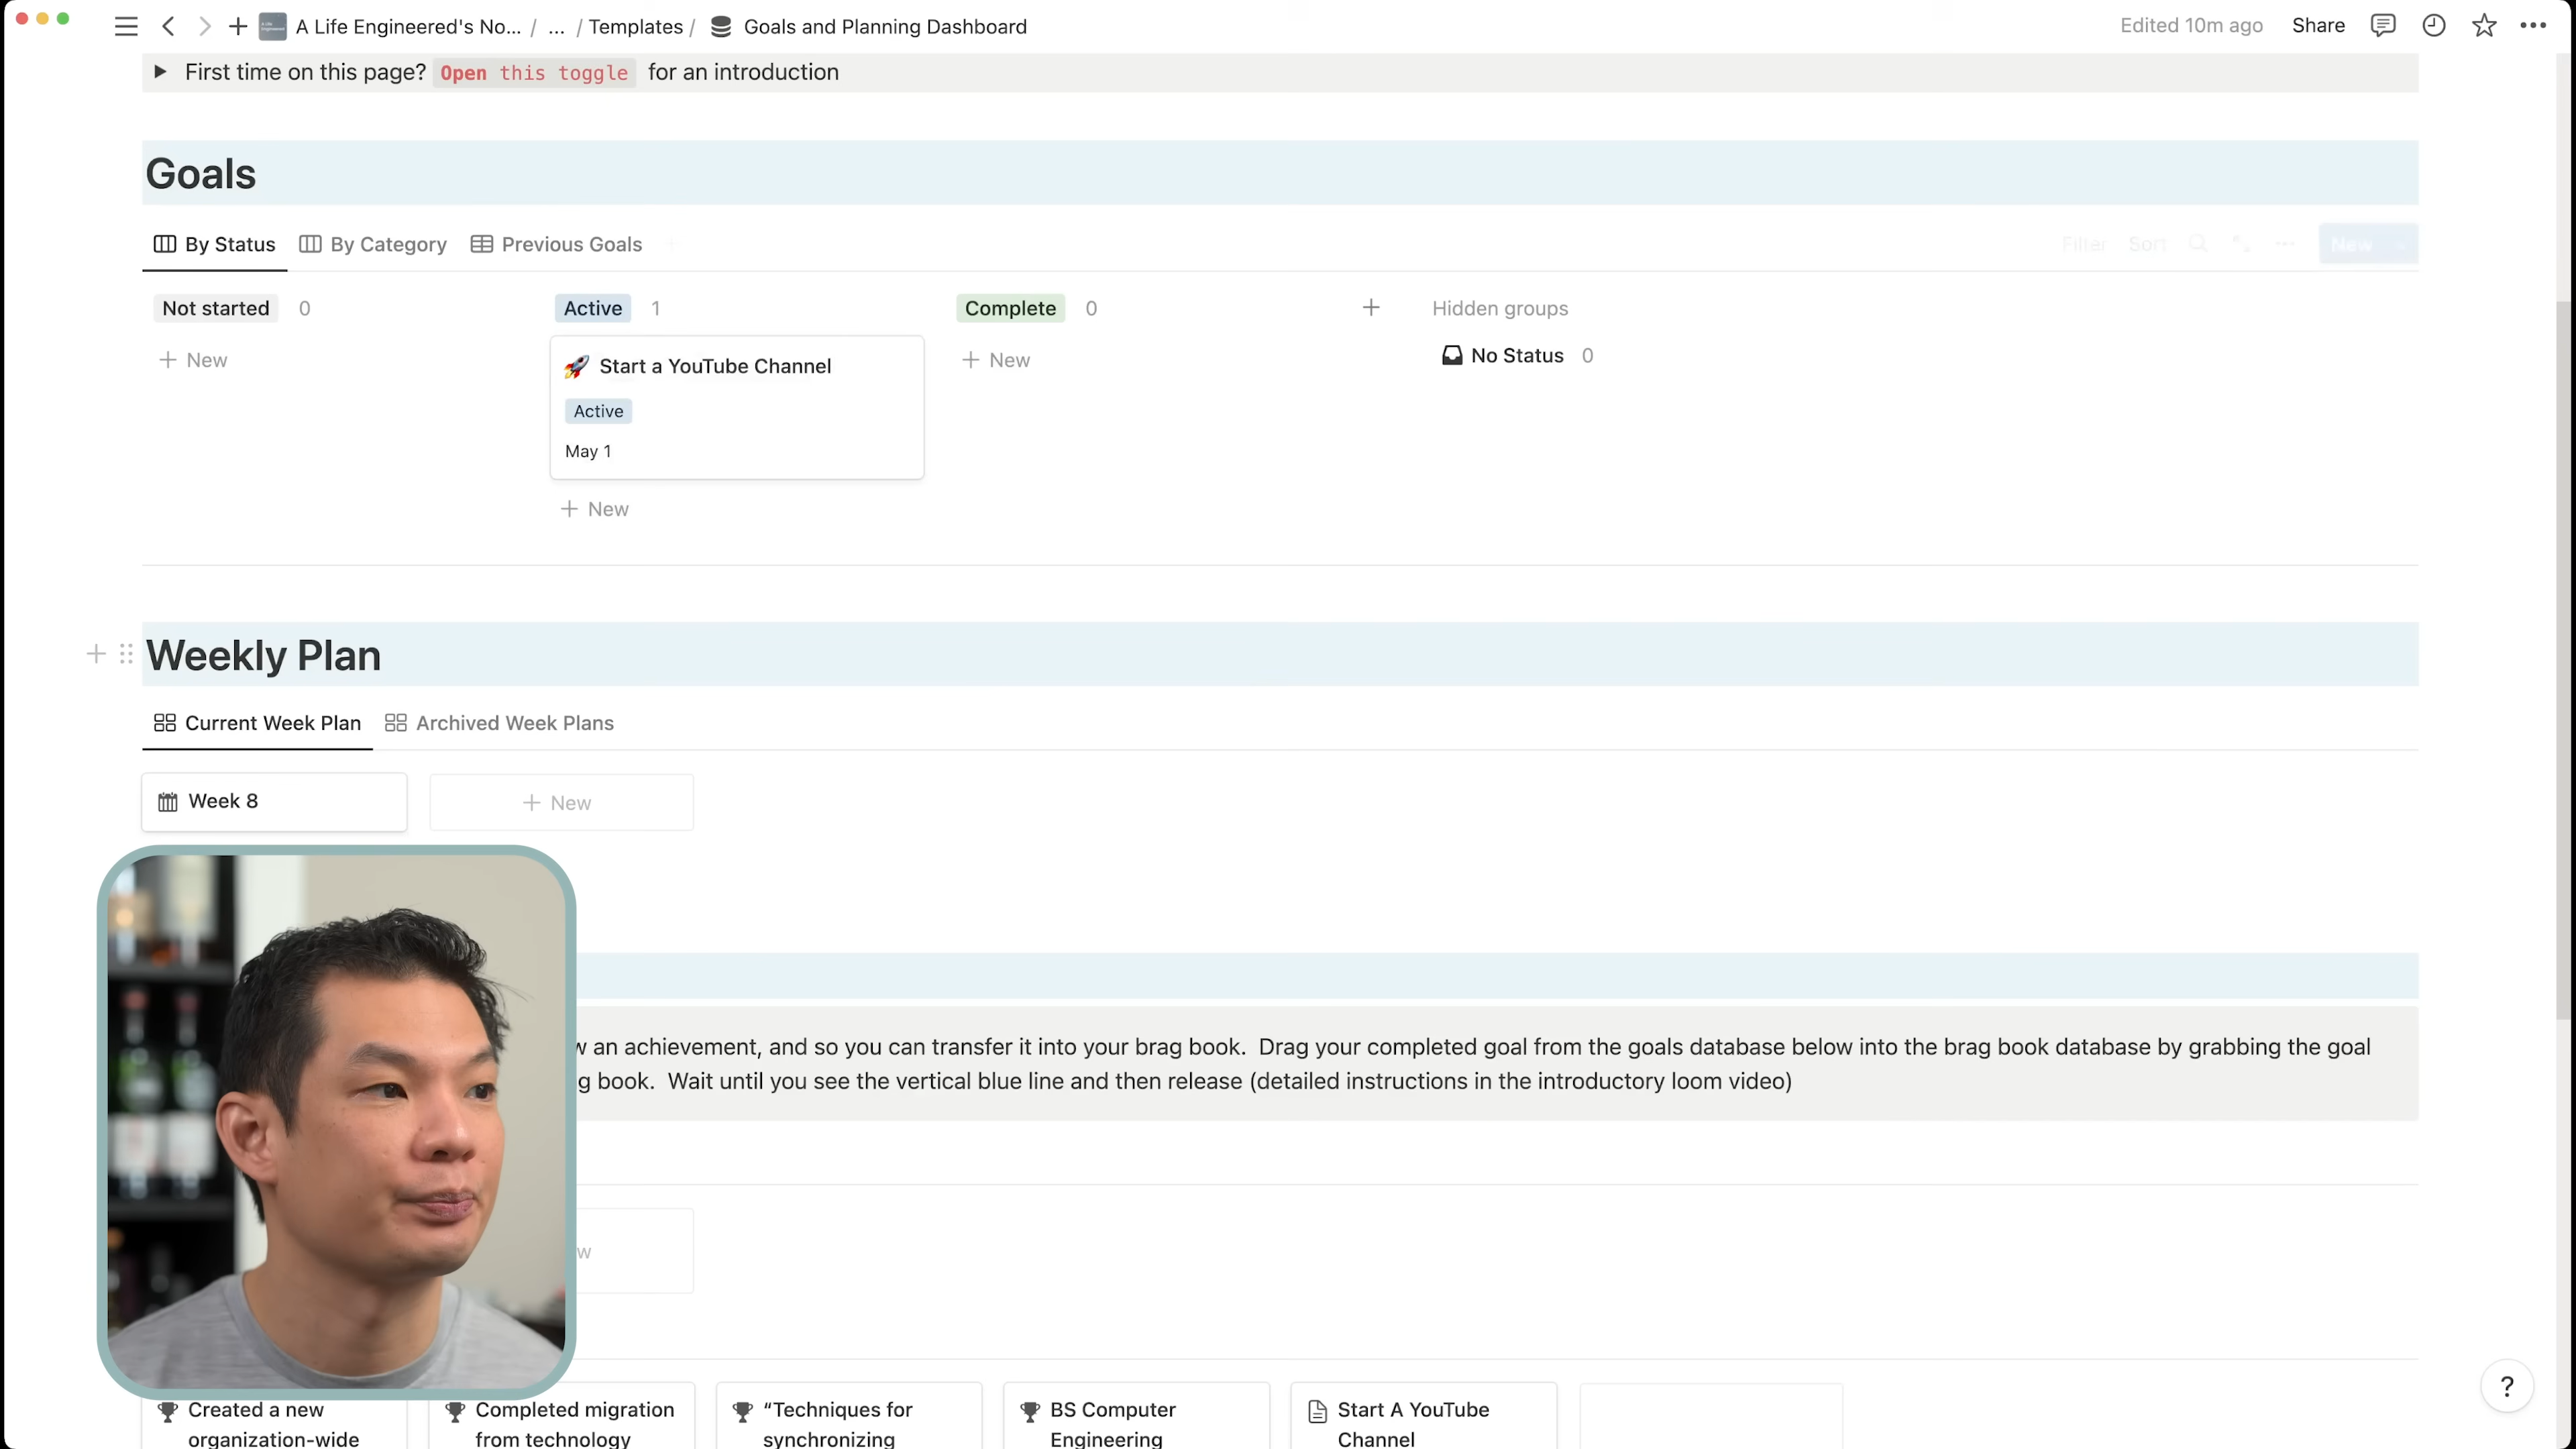 A Life Engineered's No... / ... / Templates / Goals and Planning Dashboard
Edited 10m ago Share
First time on this page? Open this toggle for an introduction
Goals
By Status By Category Previous Goals
Filter Sort New
Not started 0 Active 1 Complete 0 Hidden groups
+ New
Start a YouTube Channel
Active
May 1
+ New
+ New
No Status 0
Weekly Plan
Current Week Plan Archived Week Plans
Week 8
+ New
an achievement, and so you can transfer it into your brag book. Drag your completed goal from the goals database below into the brag book database by grabbing the goal
book. Wait until you see the vertical blue line and then release (detailed instructions in the introductory loom video)
Created a new
organization-wide
Completed migration
from technology
“Techniques for
synchronizing
BS Computer
Engineering
Start A YouTube
Channel
?